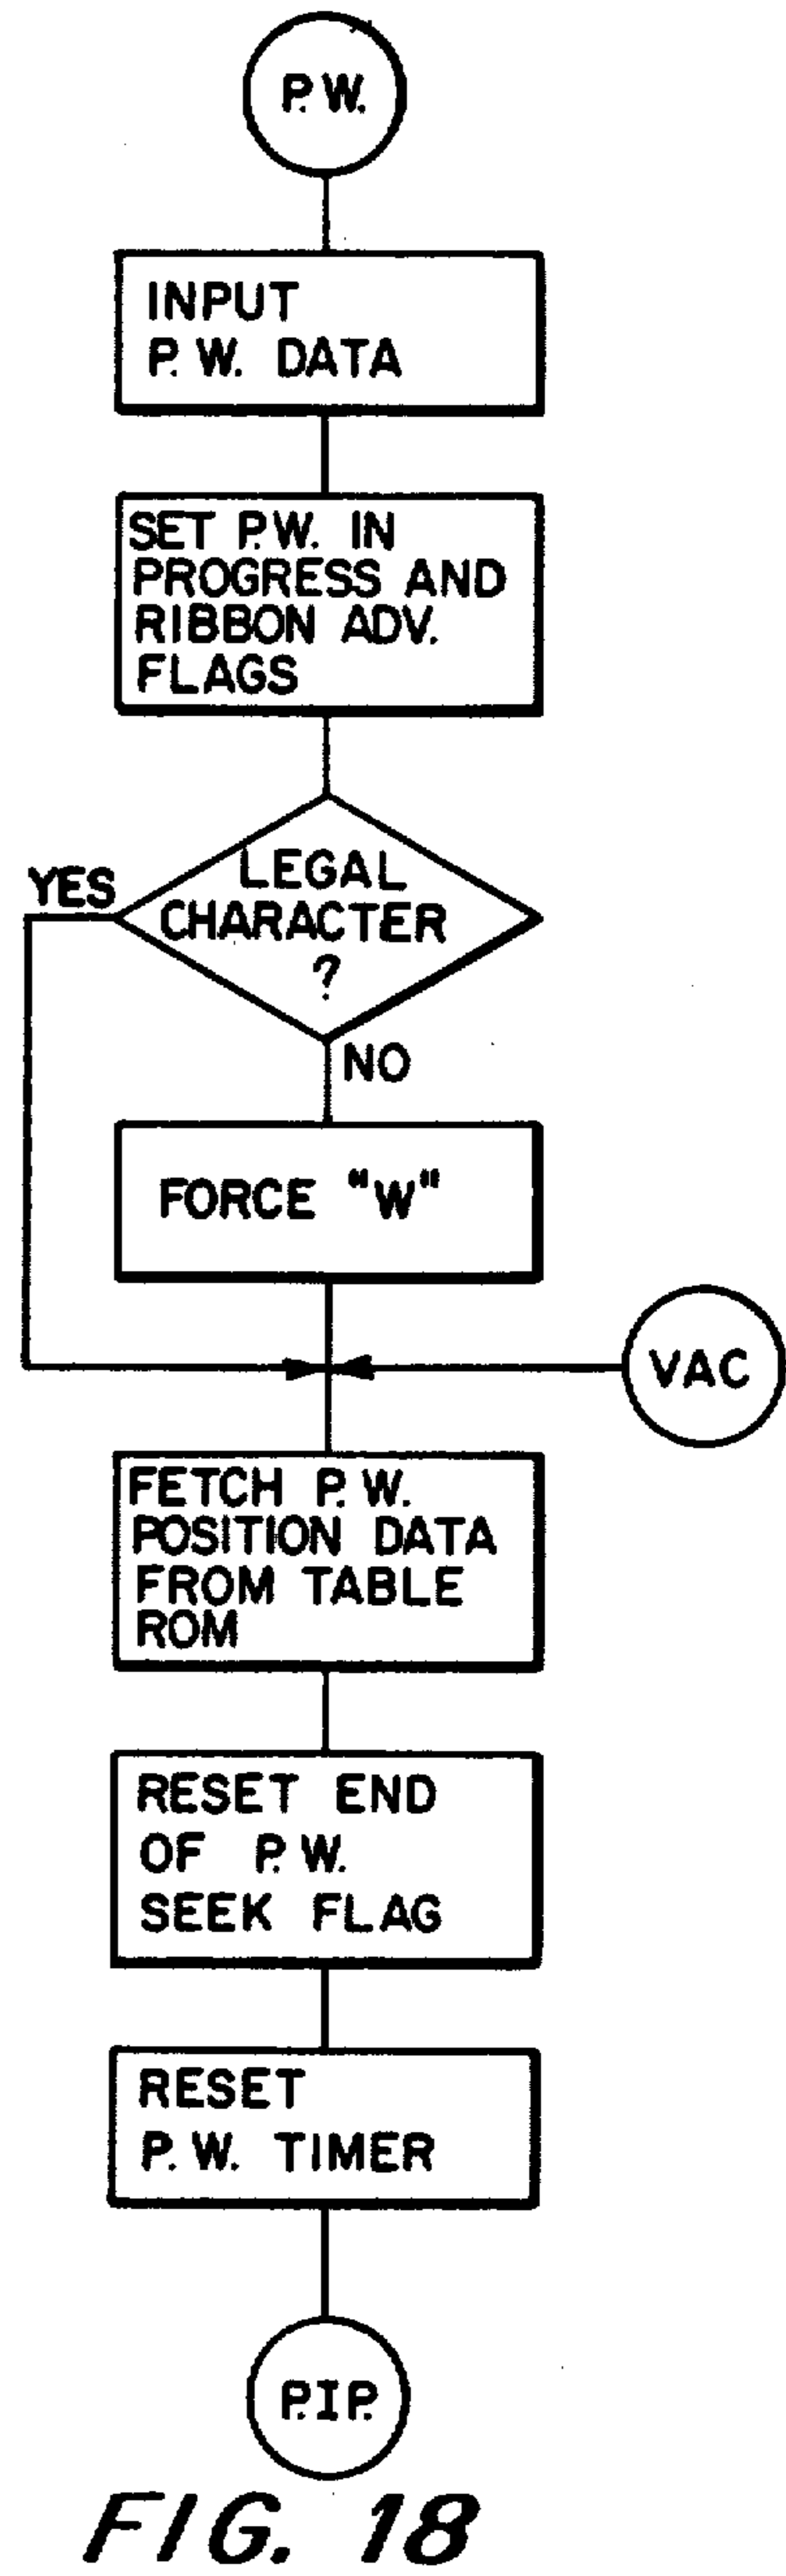 P.W.
INPUT
P.W. DATA
SET P.W. IN
PROGRESS AND
RIBBON ADV.
FLAGS
YES
LEGAL
CHARACTER
?
NO
FORCE "W"
VAC
FETCH P.W.
POSITION DATA
FROM TABLE
ROM
RESET END
OF P.W.
SEEK FLAG
RESET
P.W. TIMER
P.I.P.
FIG. 18